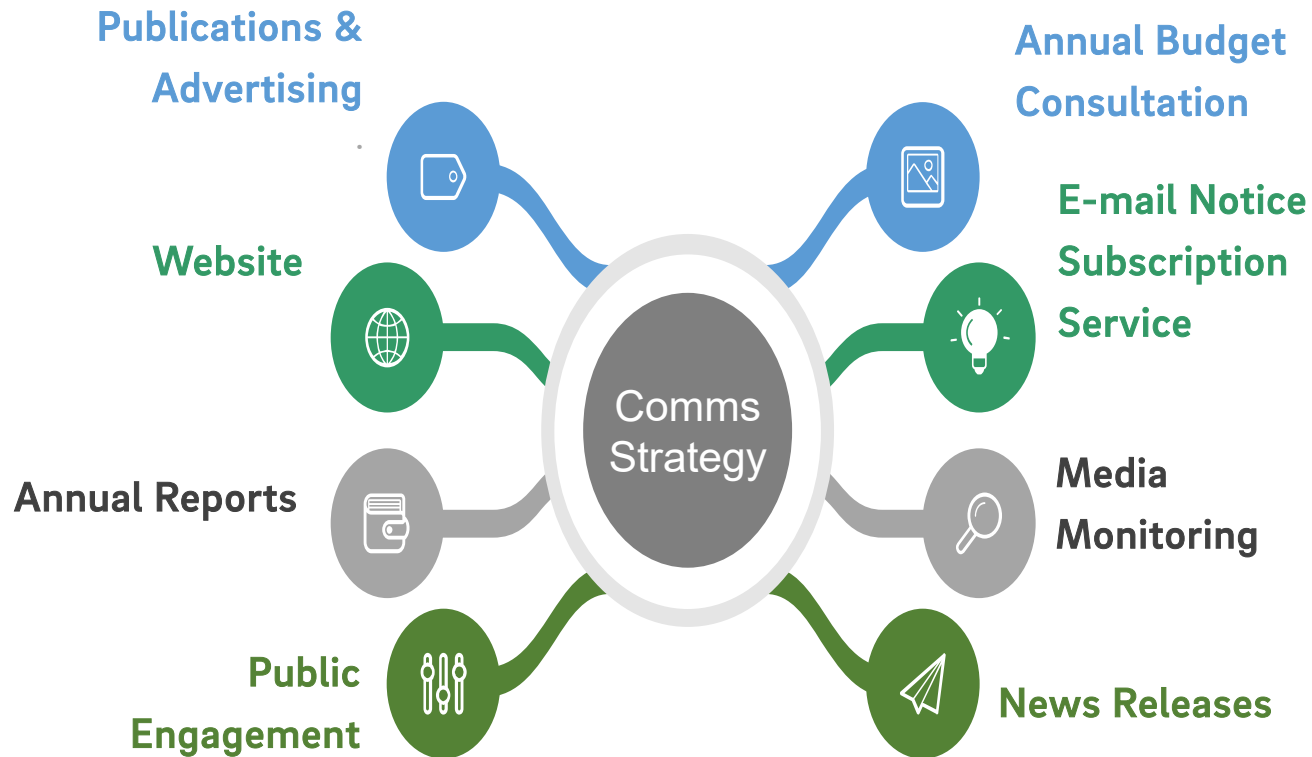 Publications &
Advertising
Website
Annual Reports
Public
Engagement
Comms
Strategy
Annual Budget
Consultation
E-mail Notice
Subscription
Service
Media
Monitoring
News Releases